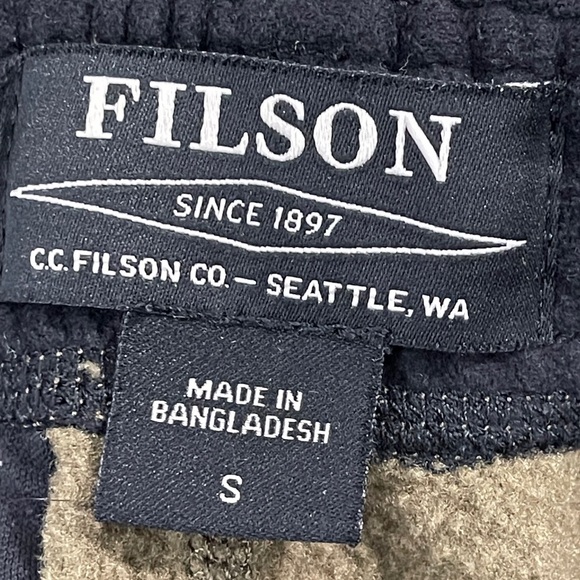 FILSON
SINCE 1897
C.C. FILSON CO. — SEATTLE, WA
MADE IN
BANGLADESH
S